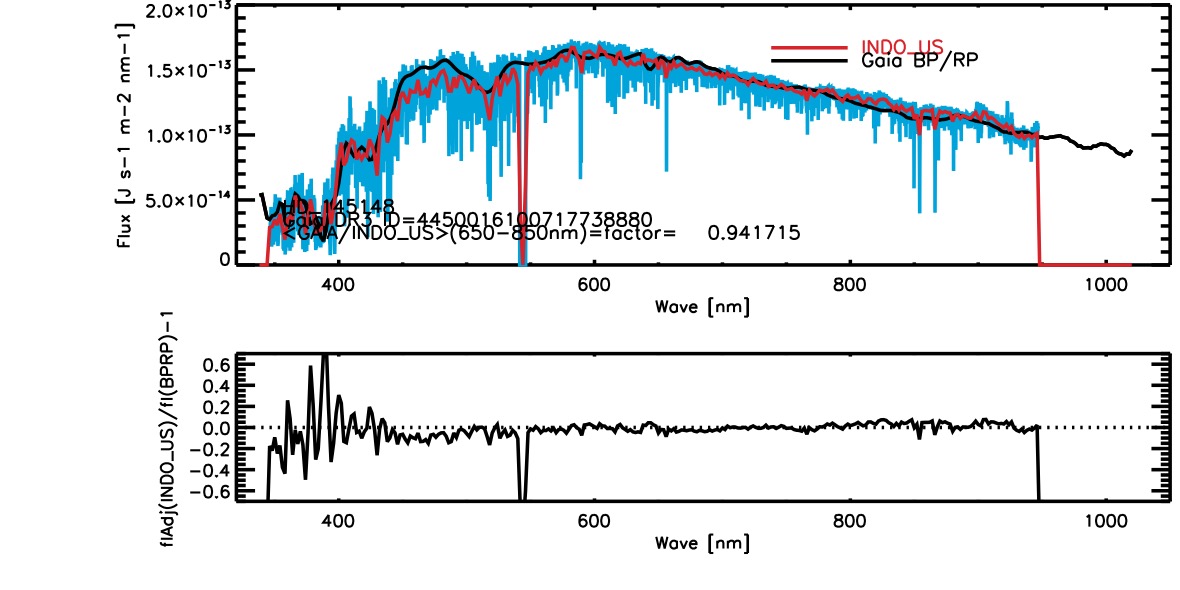 2.0×10−13
1.5×10−13
1.0×10−13
5.0×10−14
0
Flux [J s−1 m−2 nm−1]
INDO_US
Gaia BP/RP
HD_145148
Gaia DR3 ID=4450016100717738880
<GAIA/INDO_US>(650−850nm)=factor= 0.941715
400 600 800 1000
Wave [nm]
flAdj(INDO_US)/fl(BPRP)−1
0.6
0.4
0.2
0.0
−0.2
−0.4
−0.6
400 600 800 1000
Wave [nm]